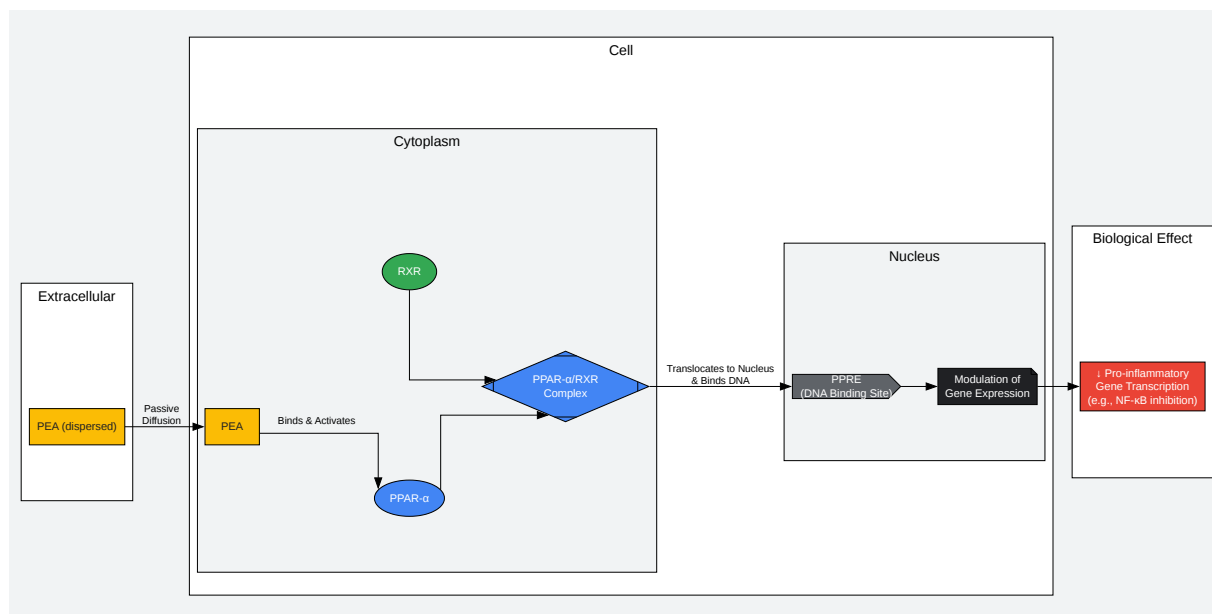 Cell
Cytoplasm
RXR
Nucleus
Biological Effect
Extracellular
PPAR-α/RXR
Complex
Translocates to Nucleus
& Binds DNA
PPRE
(DNA Binding Site)
Modulation of
Gene Expression
↓ Pro-inflammatory
Gene Transcription
(e.g., NF-κB inhibition)
PEA (dispersed)
Passive
Diffusion
PEA
Binds & Activates
PPAR-α